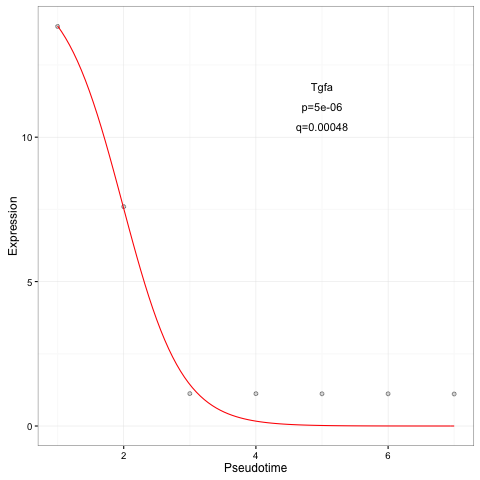 Tgfa
p=5e-06
q=0.00048
10
5
0
Expression
2 4 6
Pseudotime